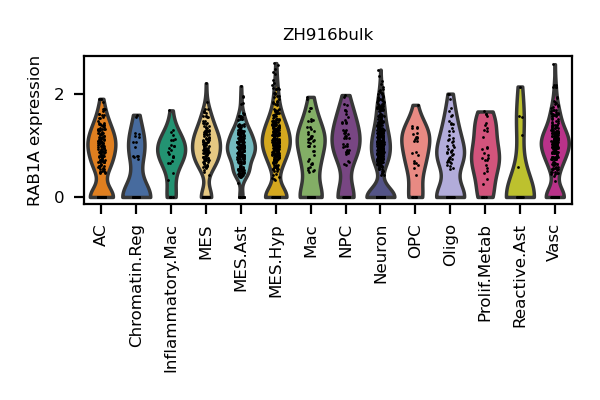 ZH916bulk
RAB1A expression
2
0
AC
Chromatin.Reg
Inflammatory.Mac
MES
MES.Ast
MES.Hyp
Mac
NPC
Neuron
OPC
Oligo
Prolif.Metab
Reactive.Ast
Vasc